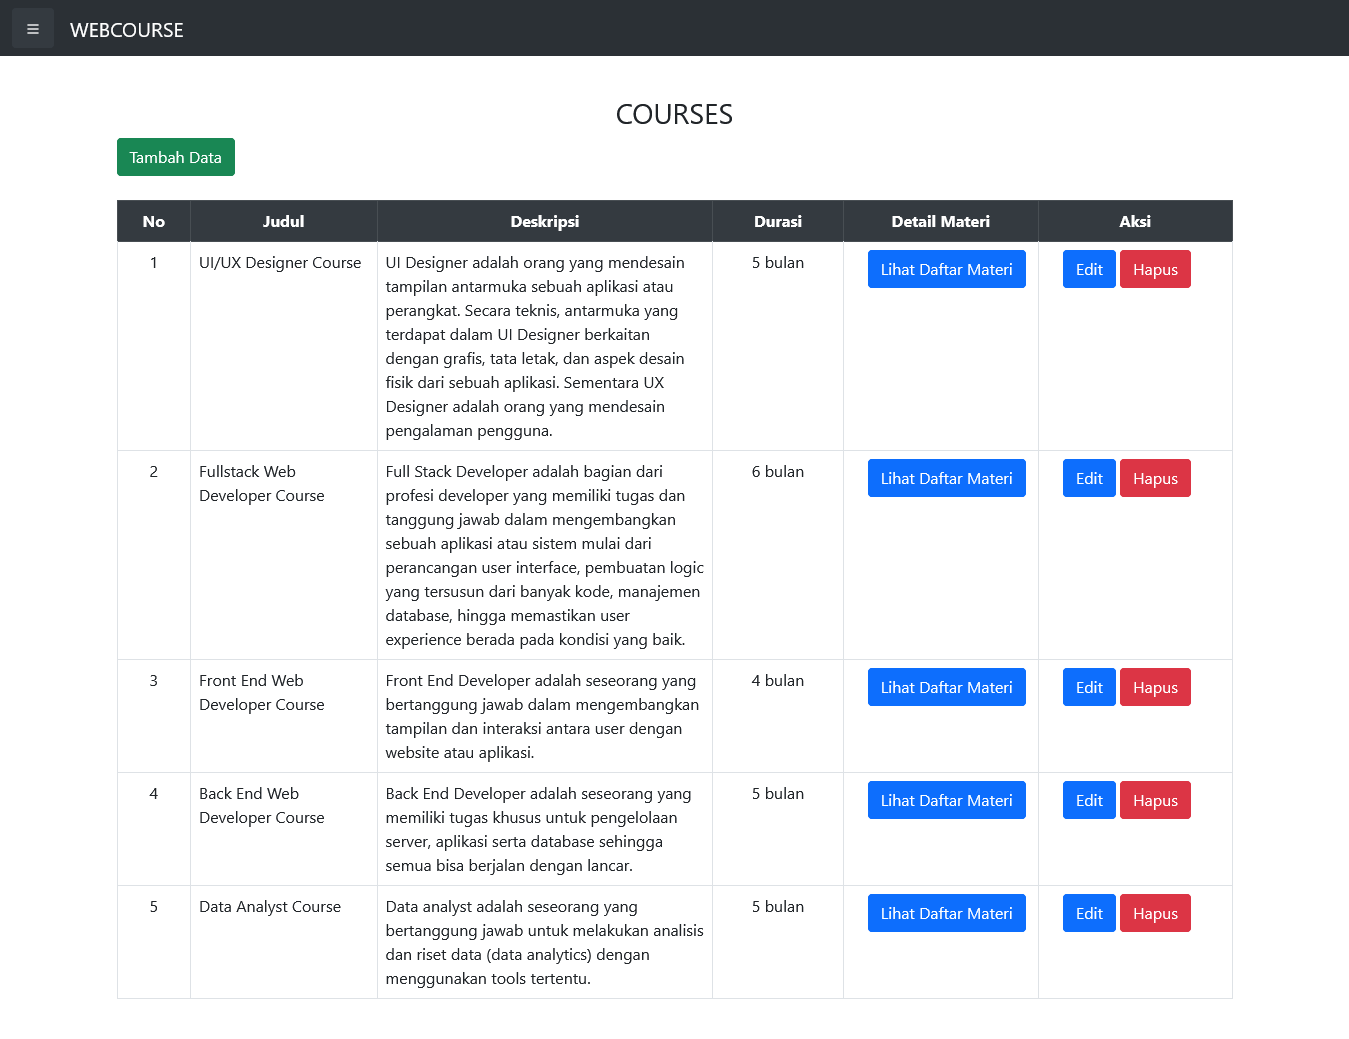 WEBCOURSE
COURSES
Tambah Data
No Judul Deskripsi Durasi Detail Materi Aksi
1 UI/UX Designer Course UI Designer adalah orang yang mendesain 5 bulan Lihat Daftar Materi Edit Hapus
tampilan antarmuka sebuah aplikasi atau
perangkat. Secara teknis, antarmuka yang
terdapat dalam UI Designer berkaitan
dengan grafis, tata letak, dan aspek desain
fisik dari sebuah aplikasi. Sementara UX
Designer adalah orang yang mendesain
pengalaman pengguna.
2 Fullstack Web Full Stack Developer adalah bagian dari 6 bulan Lihat Daftar Materi Edit Hapus
Developer Course profesi developer yang memiliki tugas dan
tanggung jawab dalam mengembangkan
sebuah aplikasi atau sistem mulai dari
perancangan user interface, pembuatan logic
yang tersusun dari banyak kode, manajemen
database, hingga memastikan user
experience berada pada kondisi yang baik.
3 Front End Web Front End Developer adalah seseorang yang 4 bulan Lihat Daftar Materi Edit Hapus
Developer Course bertanggung jawab dalam mengembangkan
tampilan dan interaksi antara user dengan
website atau aplikasi.
4 Back End Web Back End Developer adalah seseorang yang 5 bulan Lihat Daftar Materi Edit Hapus
Developer Course memiliki tugas khusus untuk pengelolaan
server, aplikasi serta database sehingga
semua bisa berjalan dengan lancar.
5 Data Analyst Course Data analyst adalah seseorang yang 5 bulan Lihat Daftar Materi Edit Hapus
bertanggung jawab untuk melakukan analisis
dan riset data (data analytics) dengan
menggunakan tools tertentu.